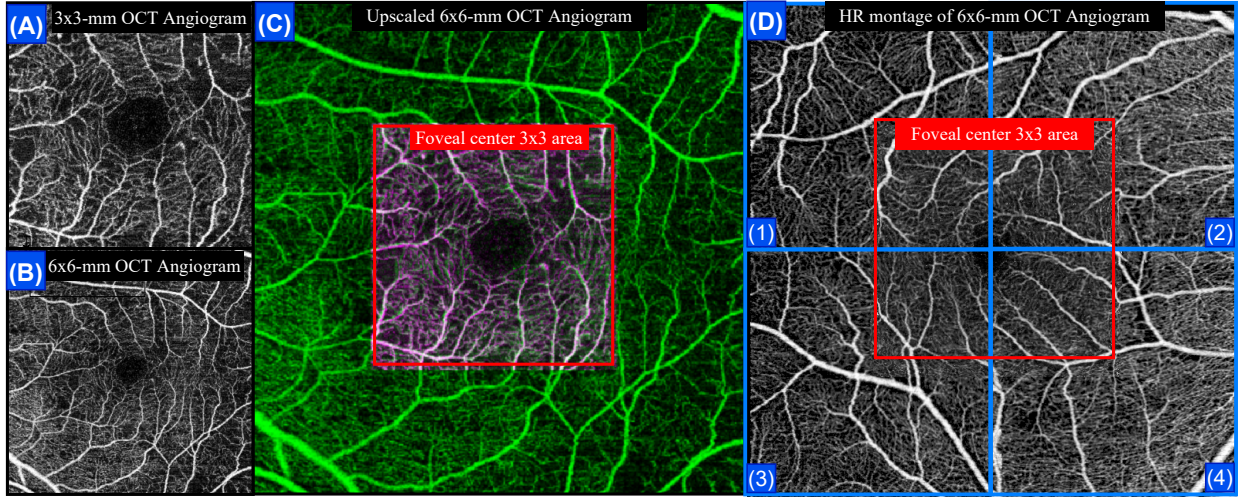 (A) 3x3-mm OCT Angiogram
(B) 6x6-mm OCT Angiogram
(C) Upscaled 6x6-mm OCT Angiogram
Foveal center 3x3 area
(D) HR montage of 6x6-mm OCT Angiogram
Foveal center 3x3 area
(1)
(2)
(3)
(4)